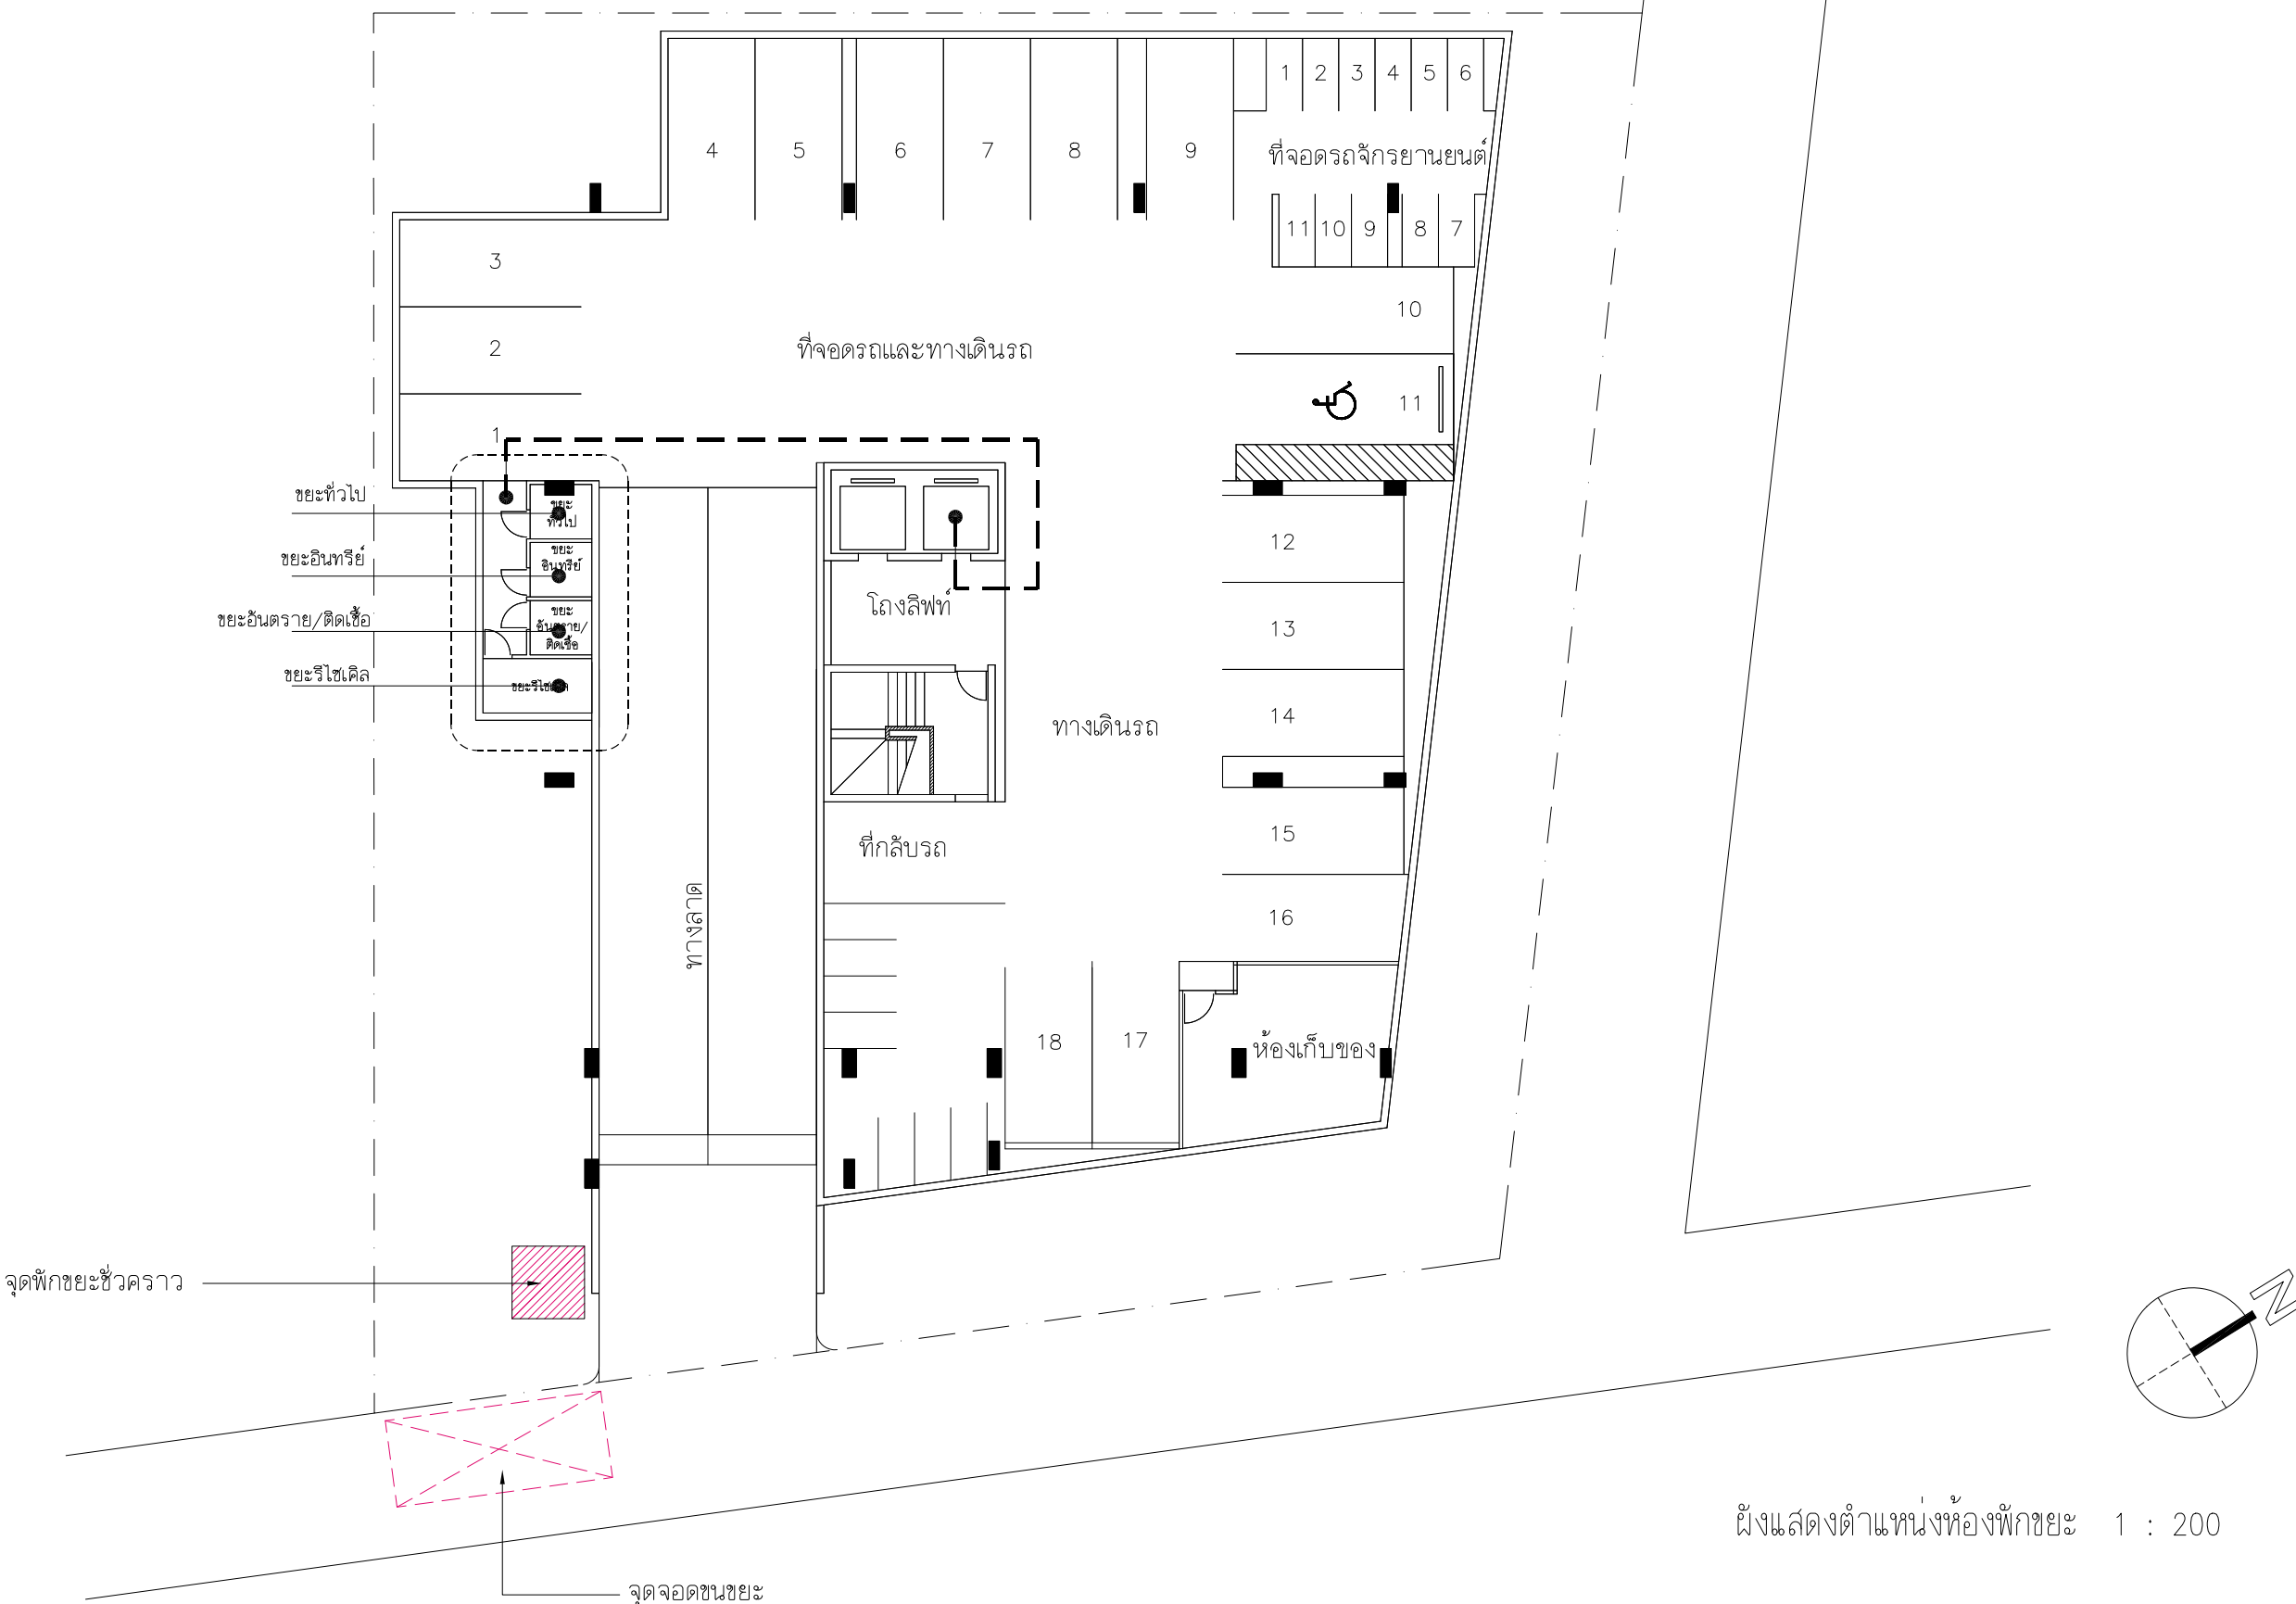 1 2 3 4 5 6
4 5 6 7 8 9
ที่จอดรถจักรยานยนต์
11 10 9 8 7
3
10
2
ที่จอดรถและทางเดินรถ
11
1
ขยะทั่วไป
ขยะ
ทั่วไป
ขยะอินทรีย์
ขยะ
อินทรีย์
12
โถงลิฟท์
ขยะอันตราย/ติดเชื้อ
ขยะ
อันตราย/
ติดเชื้อ
13
ขยะรีไซเคิล
ขยะรีไซเคิล
14
ทางเดินรถ
15
ที่กลับรถ
ทางลาด
16
18 17
ห้องเก็บของ
จุดพักขยะชั่วคราว
N
ผังแสดงตำแหน่งห้องพักขยะ 1 : 200
จุดจอดขนขยะ